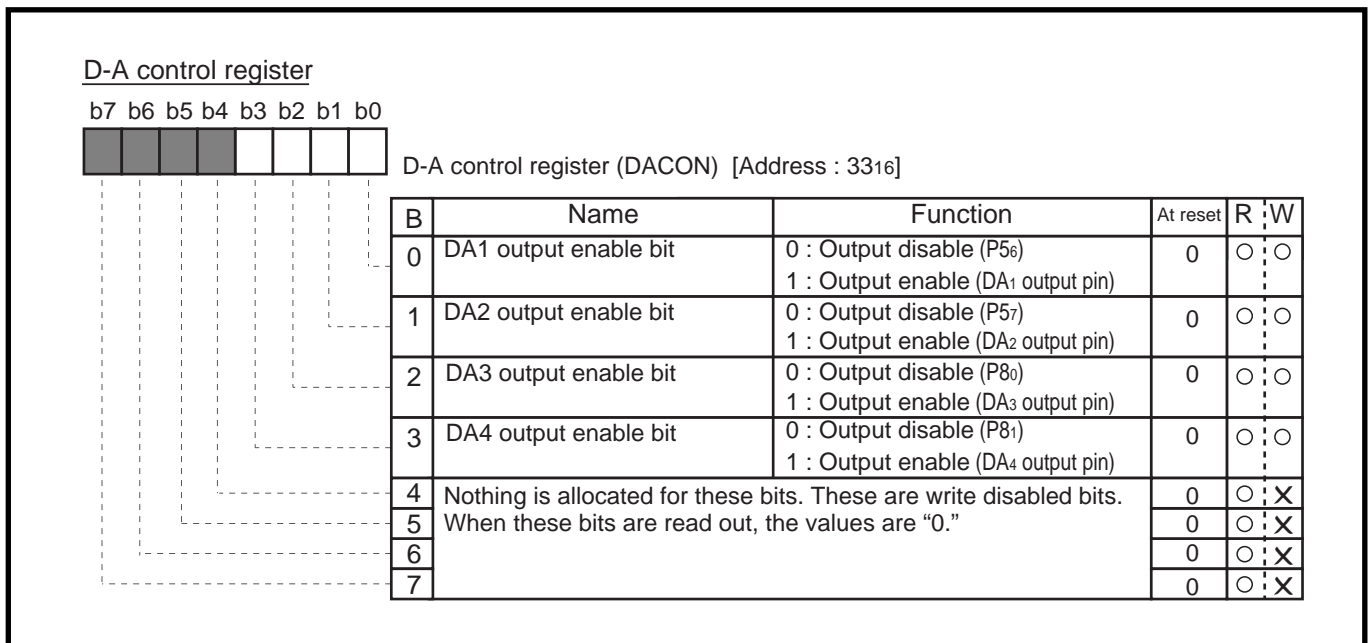 D-A control register
b7 b6 b5 b4 b3 b2 b1 b0
D-A control register (DACON) [Address : 3316]
B Name Function At reset R W
0 DA1 output enable bit 0 : Output disable (P56) 0 ○ ○
1 : Output enable (DA1 output pin)
1 DA2 output enable bit 0 : Output disable (P57) 0 ○ ○
1 : Output enable (DA2 output pin)
2 DA3 output enable bit 0 : Output disable (P80) 0 ○ ○
1 : Output enable (DA3 output pin)
3 DA4 output enable bit 0 : Output disable (P81) 0 ○ ○
1 : Output enable (DA4 output pin)
4 Nothing is allocated for these bits. These are write disabled bits. 0 ○ ×
5 When these bits are read out, the values are “0.” 0 ○ ×
6 0 ○ ×
7 0 ○ ×